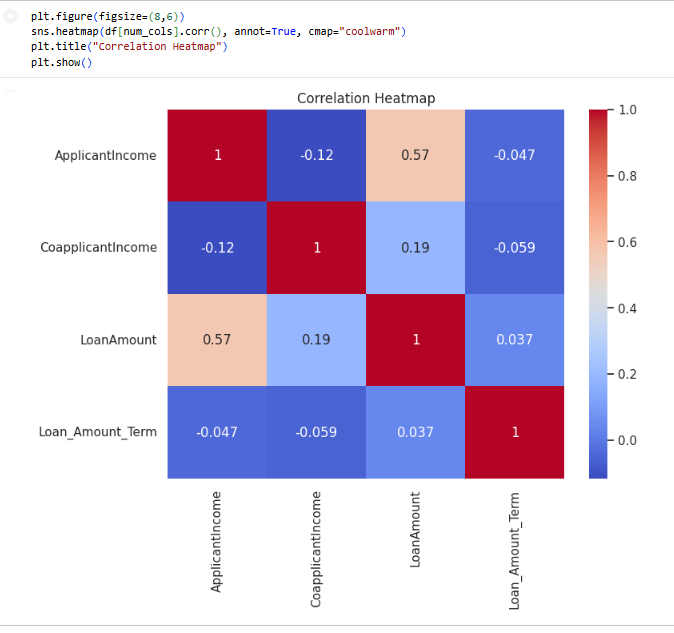 plt.figure(figsize=(8,6))
sns.heatmap(df[num_cols].corr(), annot=True, cmap="coolwarm")
plt.title("Correlation Heatmap")
plt.show()
Correlation Heatmap
ApplicantIncome 1 -0.12 0.57 -0.047
CoapplicantIncome -0.12 1 0.19 -0.059
LoanAmount 0.57 0.19 1 0.037
Loan_Amount_Term -0.047 -0.059 0.037 1
ApplicantIncome CoapplicantIncome LoanAmount Loan_Amount_Term
1.0
0.8
0.6
0.4
0.2
0.0